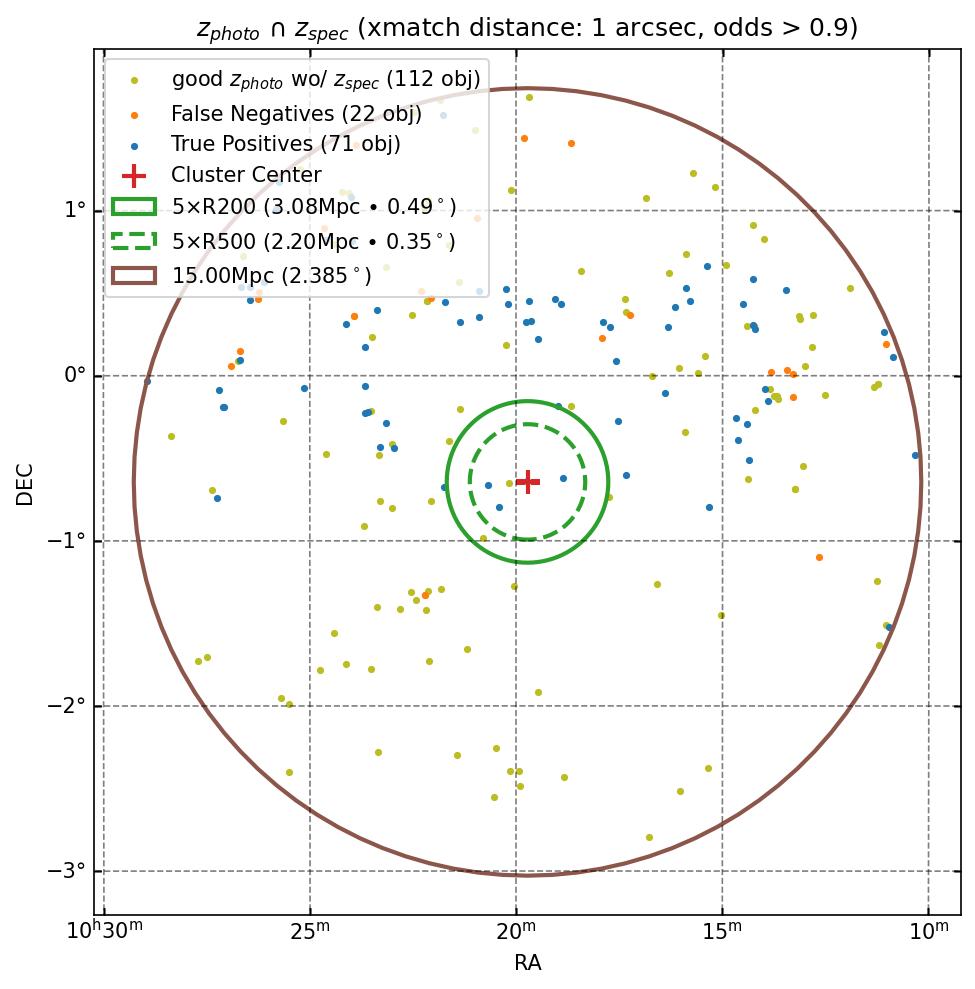 z_photo ∩ z_spec (xmatch distance: 1 arcsec, odds > 0.9)
good z_photo wo/ z_spec (112 obj)
False Negatives (22 obj)
True Positives (71 obj)
Cluster Center
5×R200 (3.08Mpc • 0.49°)
5×R500 (2.20Mpc • 0.35°)
15.00Mpc (2.385°)
1°
0°
−1°
−2°
−3°
DEC
10ʰ30ᵐ 25ᵐ 20ᵐ 15ᵐ 10ᵐ
RA